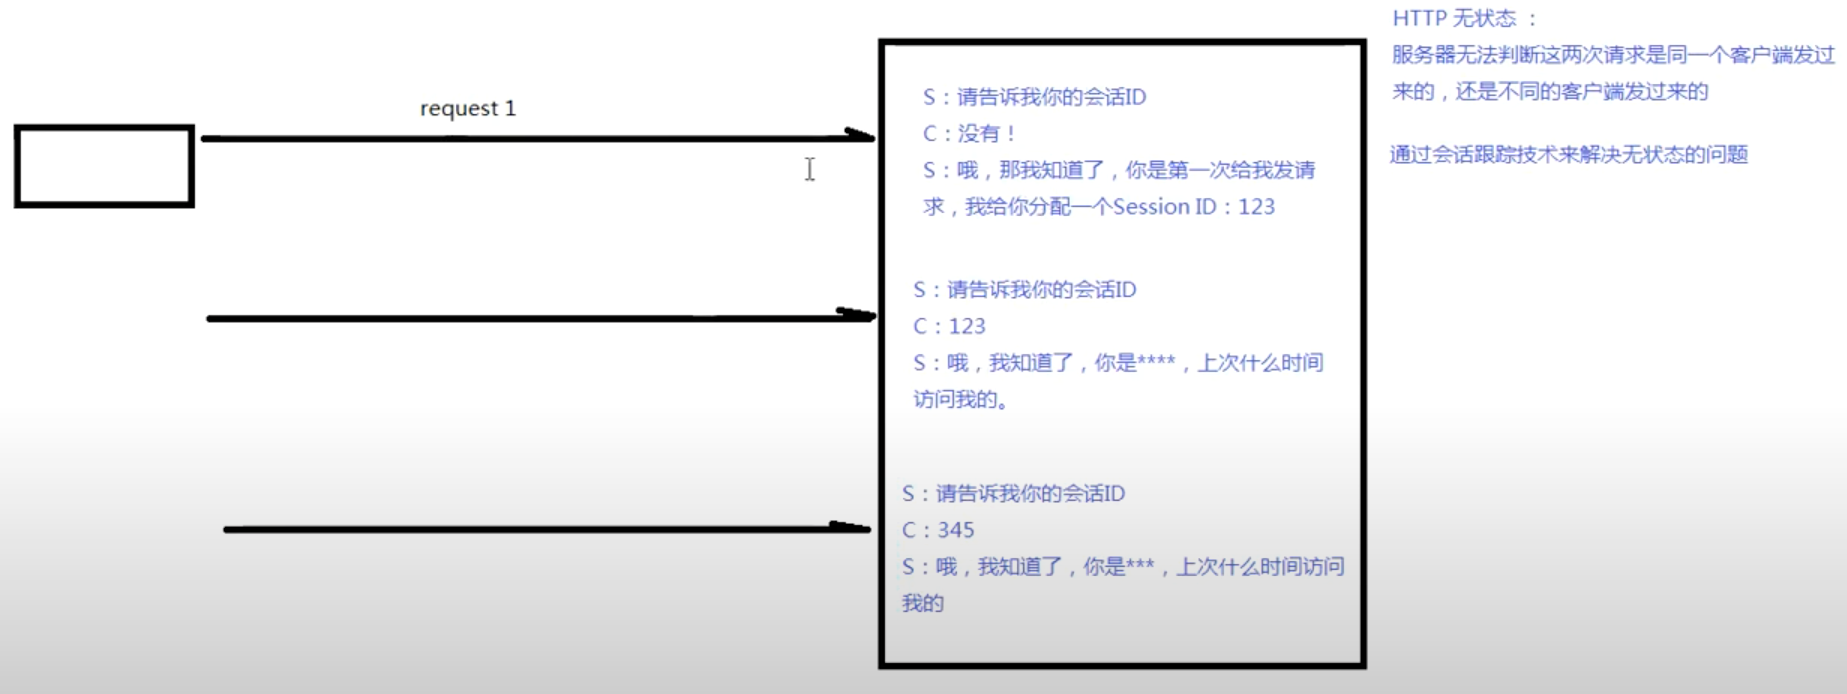 request 1
S：请告诉我你的会话ID
C：没有！
S：哦，那我知道了，你是第一次给我发请
求，我给你分配一个Session ID：123
S：请告诉我你的会话ID
C：123
S：哦，我知道了，你是****，上次什么时间
访问我的。
S：请告诉我你的会话ID
C：345
S：哦，我知道了，你是***，上次什么时间访问
我的
HTTP 无状态 ：
服务器无法判断这两次请求是同一个客户端发过
来的，还是不同的客户端发过来的
通过会话跟踪技术来解决无状态的问题